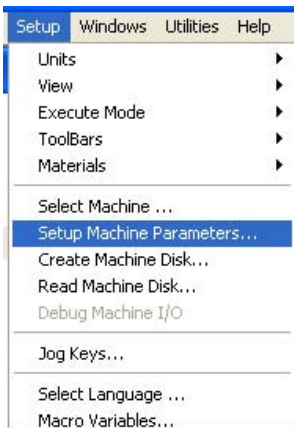 Setup Windows Utilities Help
Units
View
Execute Mode
ToolBars
Materials
Select Machine ...
Setup Machine Parameters...
Create Machine Disk...
Read Machine Disk...
Debug Machine I/O
Jog Keys...
Select Language ...
Macro Variables...